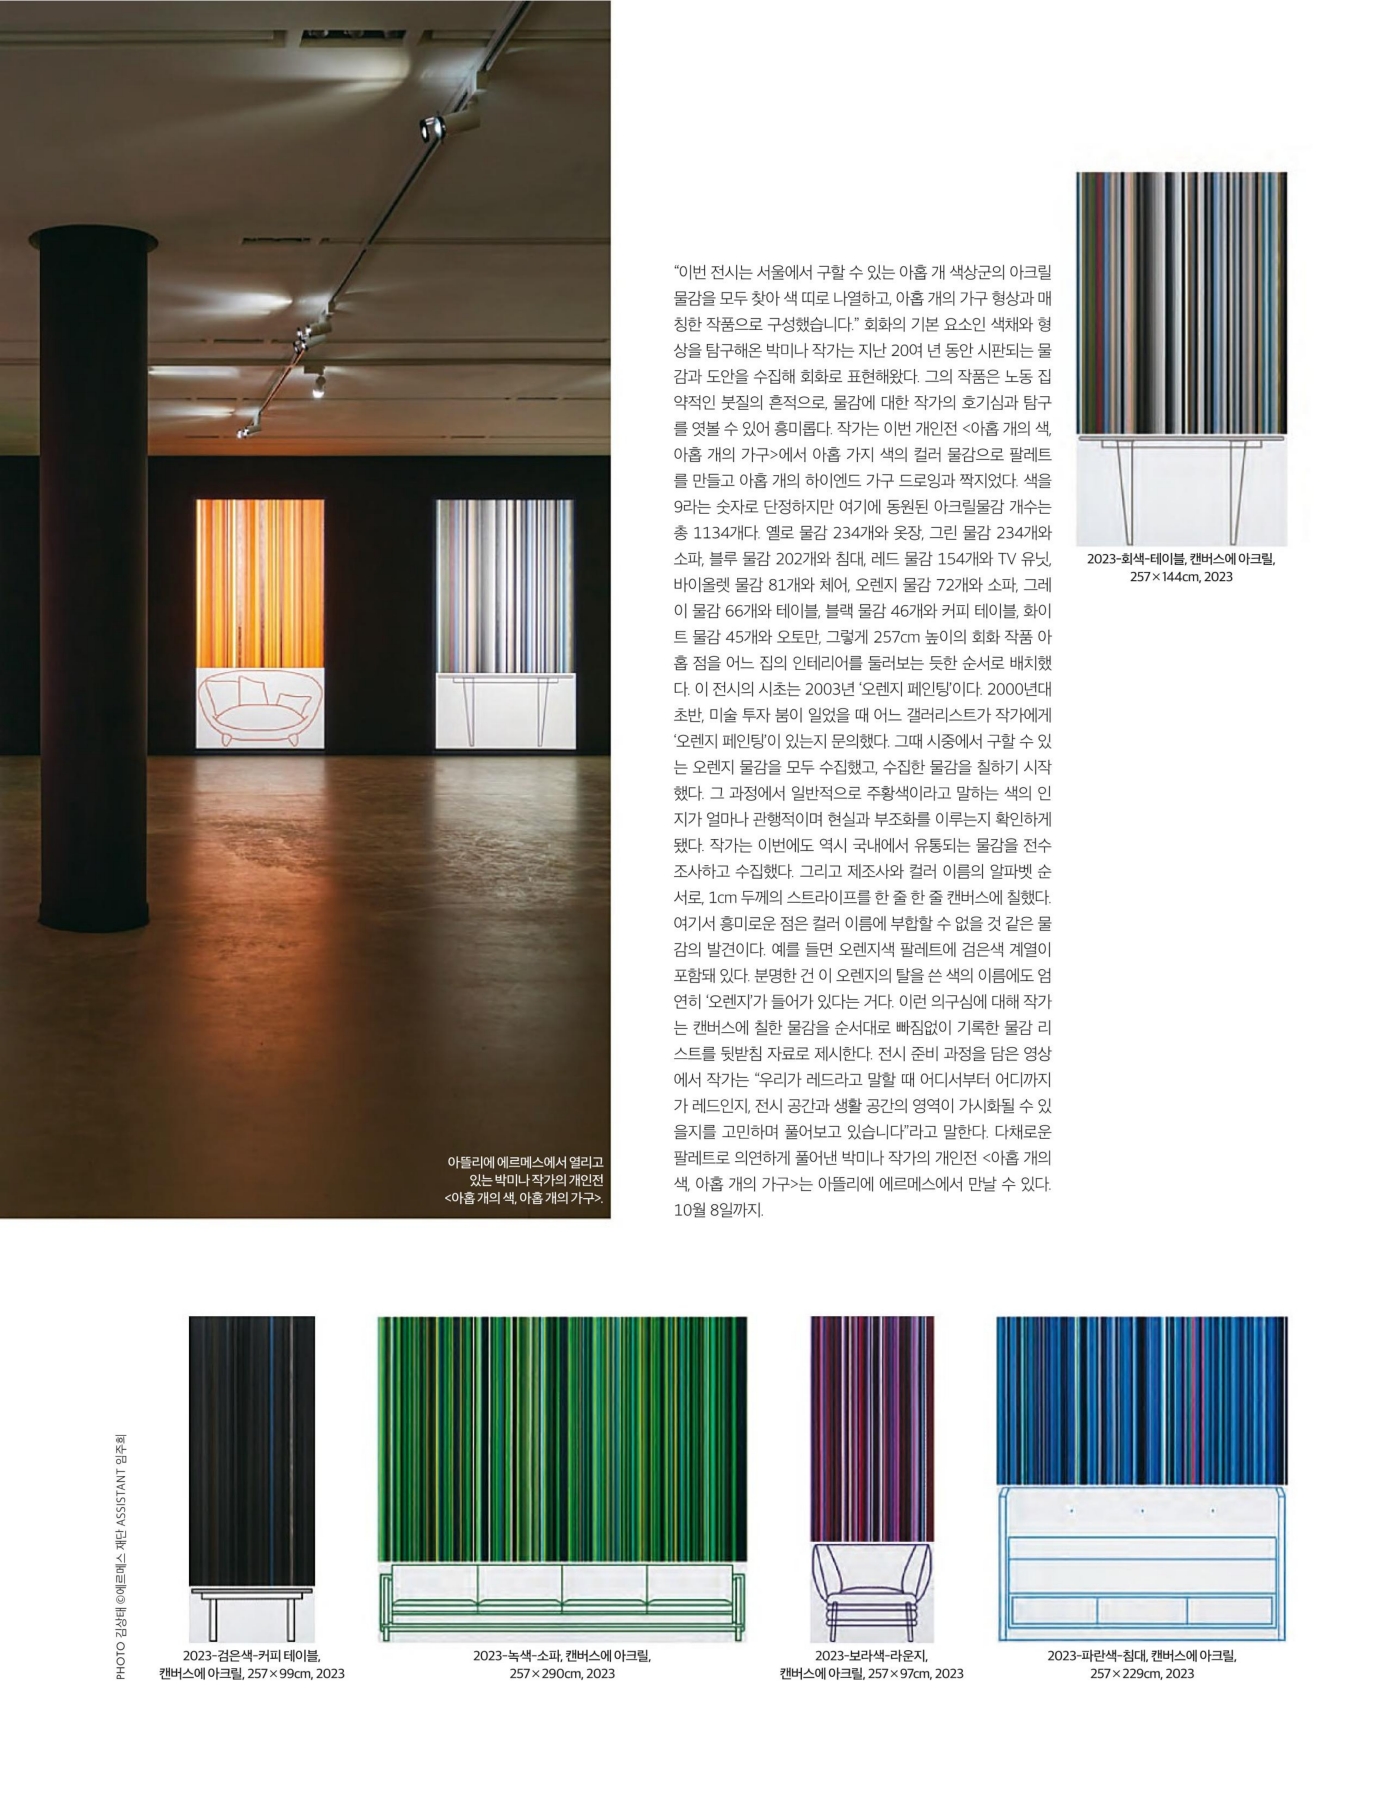 “이번 전시는 서울에서 구할 수 있는 아홉 개 색상군의 아크릴
물감을 모두 찾아 색 띠로 나열하고, 아홉 개의 가구 형상과 매
칭한 작품으로 구성했습니다.” 회화의 기본 요소인 색채와 형
상을 탐구해온 박미나 작가는 지난 20여 년 동안 시판되는 물
감과 도안을 수집해 회화로 표현해왔다. 그의 작품은 노동 집
약적인 붓질의 흔적으로, 물감에 대한 작가의 호기심과 탐구
를 엿볼 수 있어 흥미롭다. 작가는 이번 개인전 <아홉 개의 색,
아홉 개의 가구>에서 아홉 가지 색의 컬러 물감으로 팔레트
를 만들고 아홉 개의 하이엔드 가구 드로잉과 짝지었다. 색을
9라는 숫자로 단정하지만 여기에 동원된 아크릴물감 개수는
총 1134개다. 옐로 물감 234개와 옷장, 그린 물감 234개와
소파, 블루 물감 202개와 침대, 레드 물감 154개와 TV 유닛,
바이올렛 물감 81개와 체어, 오렌지 물감 72개와 소파, 그레
이 물감 66개와 테이블, 블랙 물감 46개와 커피 테이블, 화이
트 물감 45개와 오토만, 그렇게 257cm 높이의 회화 작품 아
홉 점을 어느 집의 인테리어를 둘러보는 듯한 순서로 배치했
다. 이 전시의 시초는 2003년 ‘오렌지 페인팅’이다. 2000년대
초반, 미술 투자 붐이 일었을 때 어느 갤러리스트가 작가에게
‘오렌지 페인팅’이 있는지 문의했다. 그때 시중에서 구할 수 있
는 오렌지 물감을 모두 수집했고, 수집한 물감을 칠하기 시작
했다. 그 과정에서 일반적으로 주황색이라고 말하는 색의 인
지가 얼마나 관행적이며 현실과 부조화를 이루는지 확인하게
됐다. 작가는 이번에도 역시 국내에서 유통되는 물감을 전수
조사하고 수집했다. 그리고 제조사와 컬러 이름의 알파벳 순
서로, 1cm 두께의 스트라이프를 한 줄 한 줄 캔버스에 칠했다.
여기서 흥미로운 점은 컬러 이름에 부합할 수 없을 것 같은 물
감의 발견이다. 예를 들면 오렌지색 팔레트에 검은색 계열이
포함돼 있다. 분명한 건 이 오렌지의 탈을 쓴 색의 이름에도 엄
연히 ‘오렌지’가 들어가 있다는 거다. 이런 의구심에 대해 작가
는 캔버스에 칠한 물감을 순서대로 빠짐없이 기록한 물감 리
스트를 뒷받침 자료로 제시한다. 전시 준비 과정을 담은 영상
에서 작가는 “우리가 레드라고 말할 때 어디서부터 어디까지
가 레드인지, 전시 공간과 생활 공간의 영역이 가시화될 수 있
을지를 고민하며 풀어보고 있습니다”라고 말한다. 다채로운
팔레트로 의연하게 풀어낸 박미나 작가의 개인전 <아홉 개의
색, 아홉 개의 가구>는 아뜰리에 에르메스에서 만날 수 있다.
10월 8일까지.
2023-회색-테이블, 캔버스에 아크릴,
257×144cm, 2023
아뜰리에 에르메스에서 열리고
있는 박미나 작가의 개인전
<아홉 개의 색, 아홉 개의 가구>.
PHOTO 김상태 ©에르메스 재단 ASSISTANT 임주희
2023-검은색-커피 테이블,
캔버스에 아크릴, 257×99cm, 2023
2023-녹색-소파, 캔버스에 아크릴,
257×290cm, 2023
2023-보라색-라운지,
캔버스에 아크릴, 257×97cm, 2023
2023-파란색-침대, 캔버스에 아크릴,
257×229cm, 2023